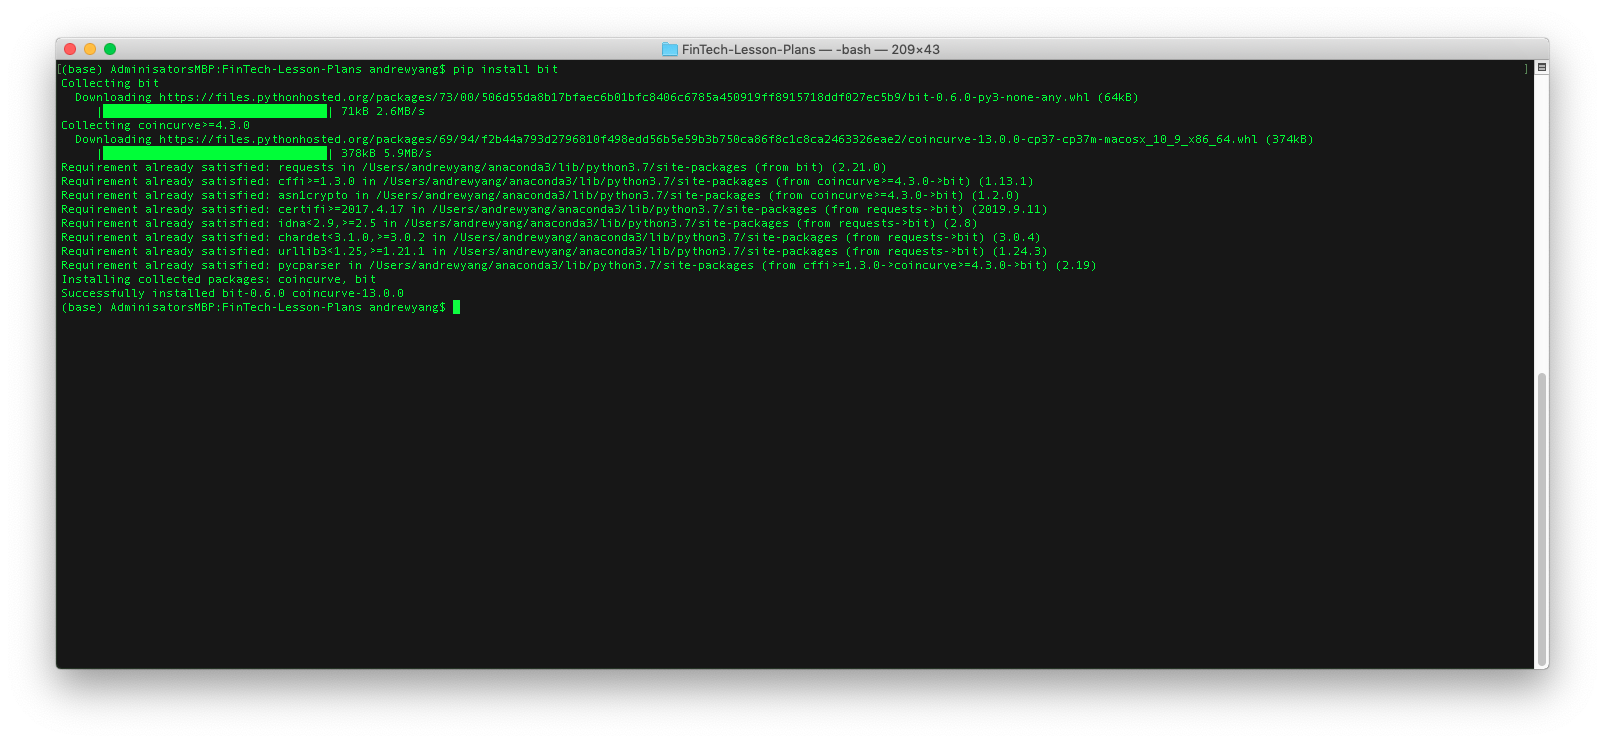 FinTech-Lesson-Plans — -bash — 209×43
[(base) AdminisatorsMBP:FinTech-Lesson-Plans andrewyang$ pip install bit ]
Collecting bit
  Downloading https://files.pythonhosted.org/packages/73/00/506d55da8b17bfaec6b01bfc8406c6785a450919ff8915718ddf027ec5b9/bit-0.6.0-py3-none-any.whl (64kB)
     |████████████████████████████████| 71kB 2.6MB/s
Collecting coincurve>=4.3.0
  Downloading https://files.pythonhosted.org/packages/69/94/f2b44a793d2796810f498edd56b5e59b3b750ca86f8c1c8ca2463326eae2/coincurve-13.0.0-cp37-cp37m-macosx_10_9_x86_64.whl (374kB)
     |████████████████████████████████| 378kB 5.9MB/s
Requirement already satisfied: requests in /Users/andrewyang/anaconda3/lib/python3.7/site-packages (from bit) (2.21.0)
Requirement already satisfied: cffi>=1.3.0 in /Users/andrewyang/anaconda3/lib/python3.7/site-packages (from coincurve>=4.3.0->bit) (1.13.1)
Requirement already satisfied: asn1crypto in /Users/andrewyang/anaconda3/lib/python3.7/site-packages (from coincurve>=4.3.0->bit) (1.2.0)
Requirement already satisfied: certifi>=2017.4.17 in /Users/andrewyang/anaconda3/lib/python3.7/site-packages (from requests->bit) (2019.9.11)
Requirement already satisfied: idna<2.9,>=2.5 in /Users/andrewyang/anaconda3/lib/python3.7/site-packages (from requests->bit) (2.8)
Requirement already satisfied: chardet<3.1.0,>=3.0.2 in /Users/andrewyang/anaconda3/lib/python3.7/site-packages (from requests->bit) (3.0.4)
Requirement already satisfied: urllib3<1.25,>=1.21.1 in /Users/andrewyang/anaconda3/lib/python3.7/site-packages (from requests->bit) (1.24.3)
Requirement already satisfied: pycparser in /Users/andrewyang/anaconda3/lib/python3.7/site-packages (from cffi>=1.3.0->coincurve>=4.3.0->bit) (2.19)
Installing collected packages: coincurve, bit
Successfully installed bit-0.6.0 coincurve-13.0.0
(base) AdminisatorsMBP:FinTech-Lesson-Plans andrewyang$